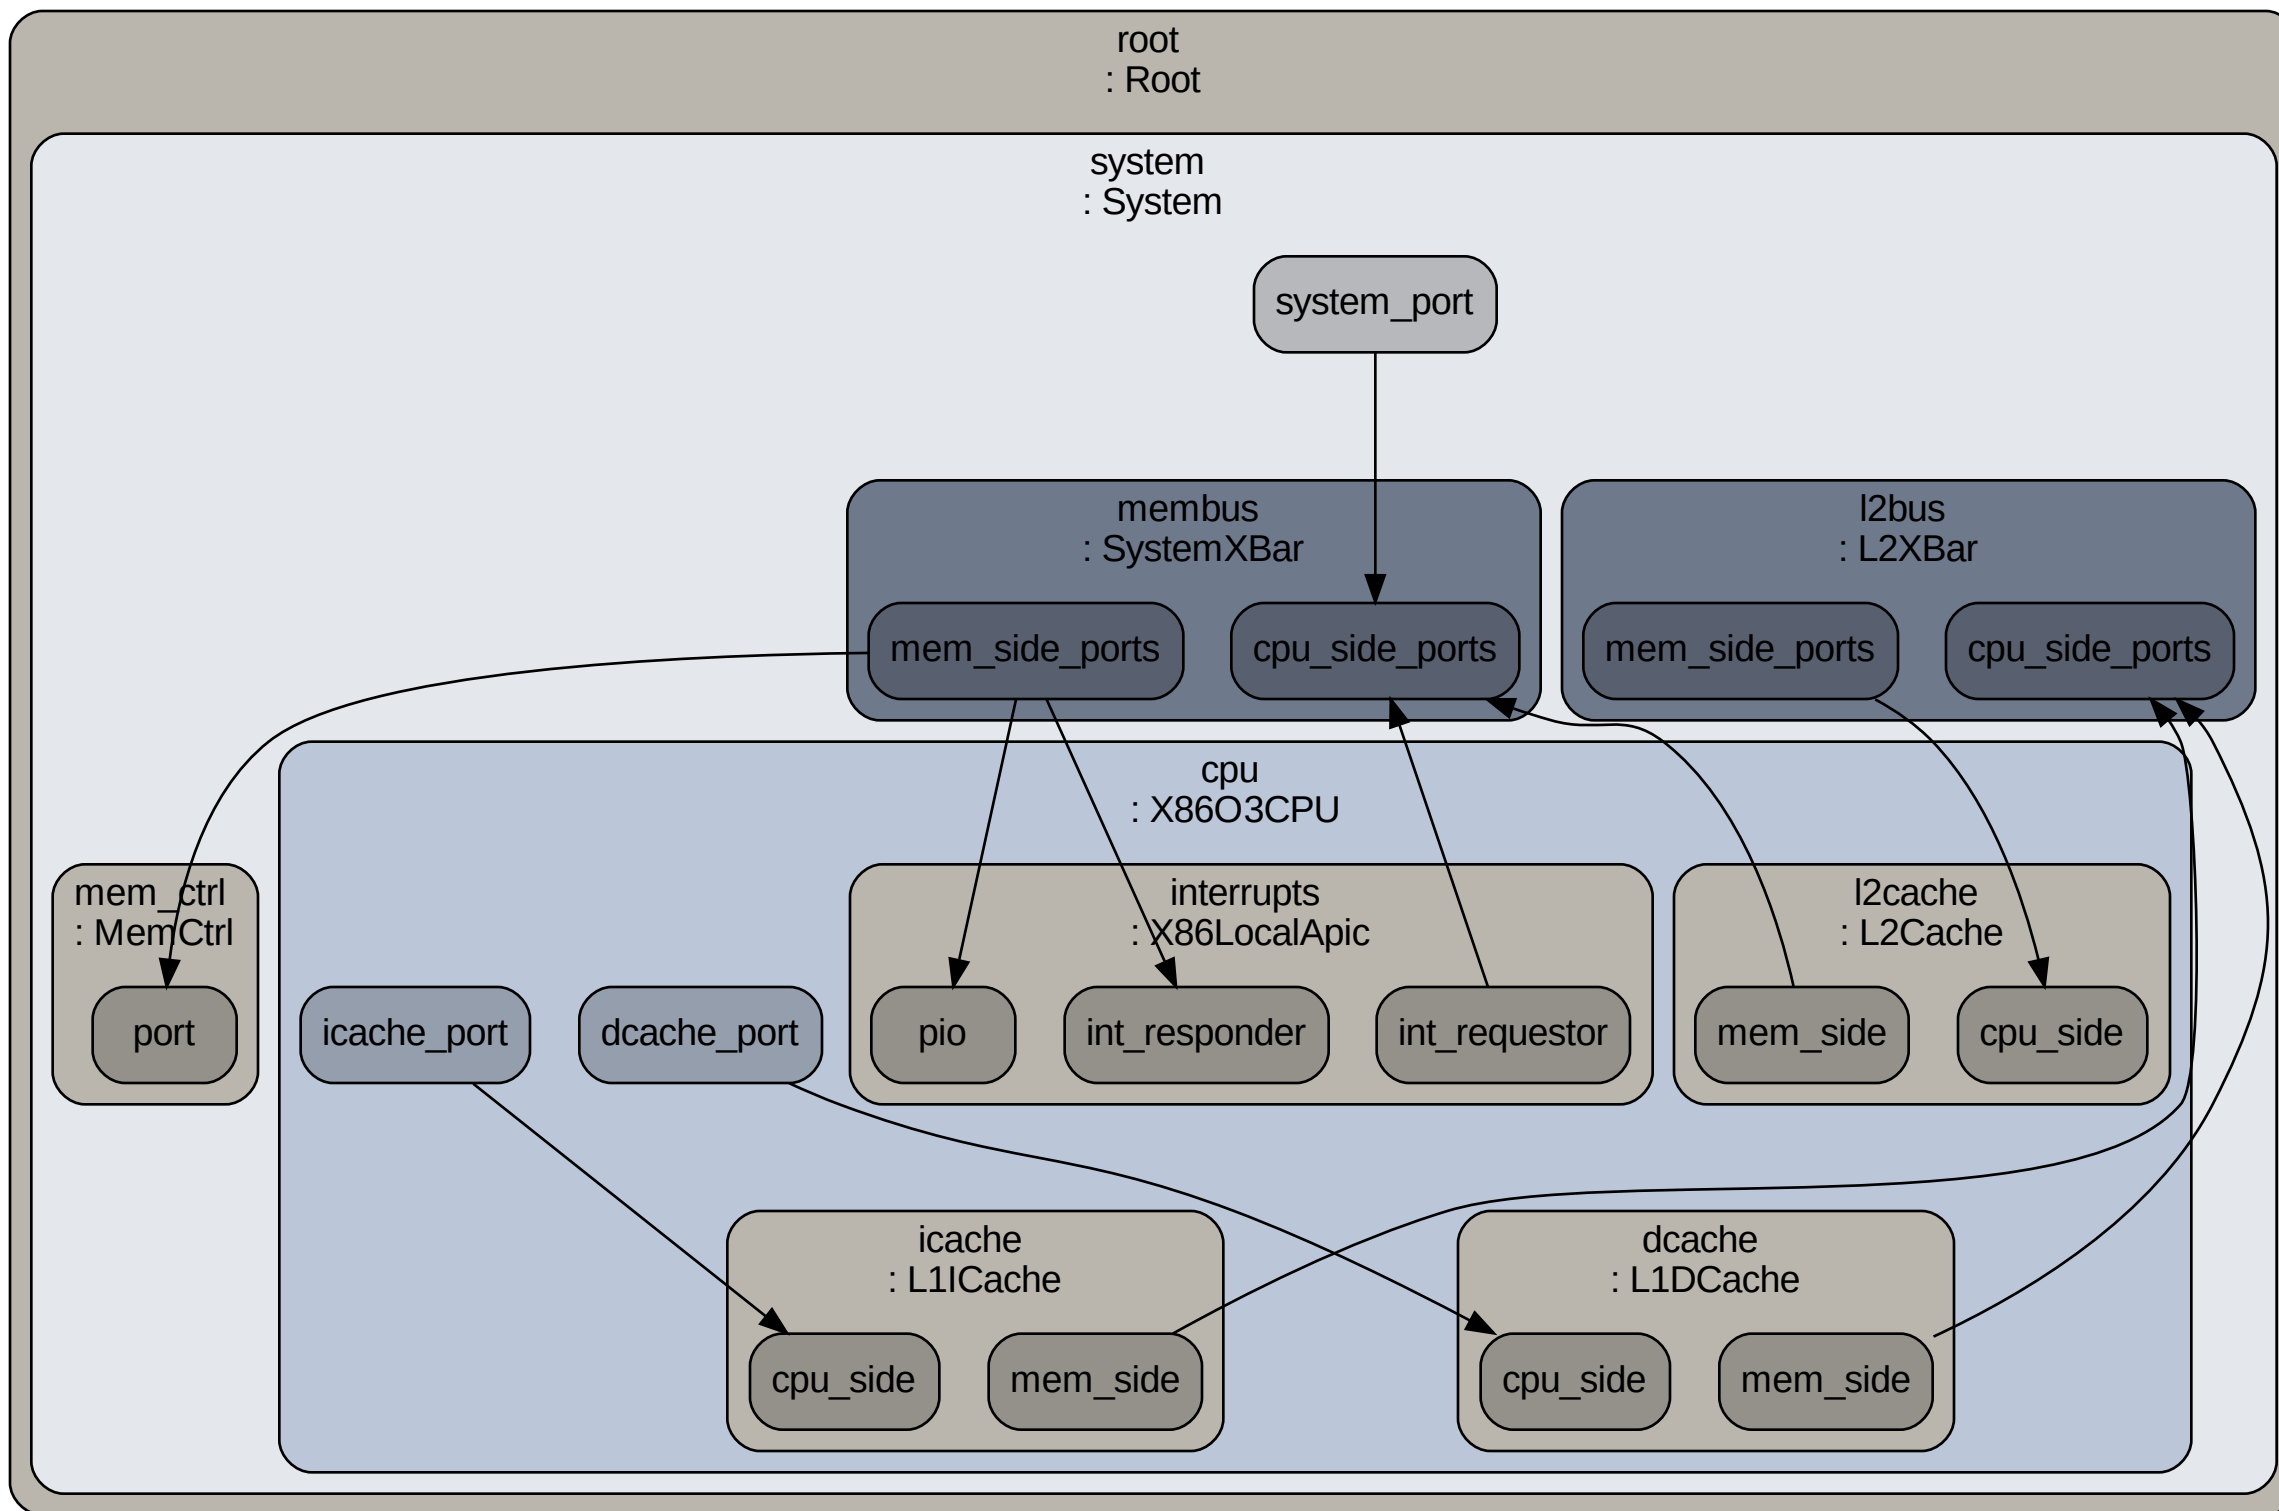 root
: Root
system
: System
system_port
membus
: SystemXBar
l2bus
: L2XBar
mem_side_ports
cpu_side_ports
mem_side_ports
cpu_side_ports
cpu
: X86O3CPU
mem_ctrl
: MemCtrl
interrupts
: X86LocalApic
l2cache
: L2Cache
port
icache_port
dcache_port
pio
int_responder
int_requestor
mem_side
cpu_side
icache
: L1ICache
dcache
: L1DCache
cpu_side
mem_side
cpu_side
mem_side